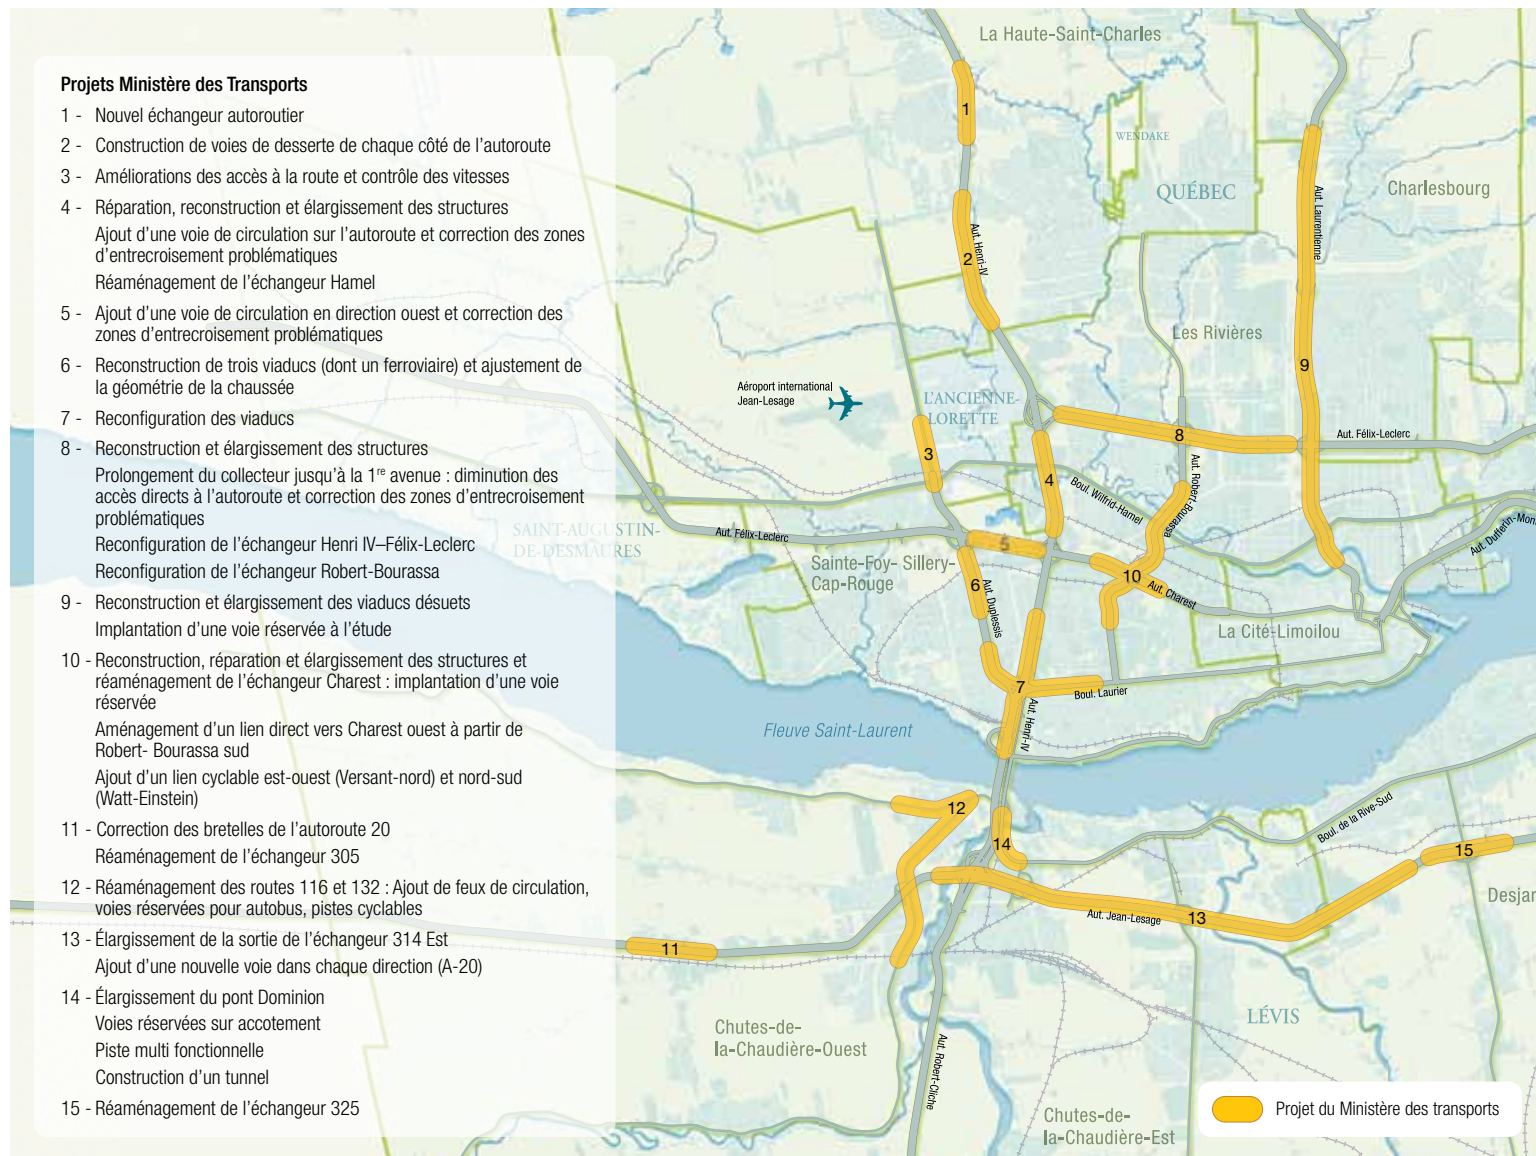 Projets Ministère des Transports
1 - Nouvel échangeur autoroutier
2 - Construction de voies de desserte de chaque côté de l'autoroute
3 - Améliorations des accès à la route et contrôle des vitesses
4 - Réparation, reconstruction et élargissement des structures
Ajout d'une voie de circulation sur l'autoroute et correction des zones
d'entrecroisement problématiques
Réaménagement de l'échangeur Hamel
5 - Ajout d'une voie de circulation en direction ouest et correction des
zones d'entrecroisement problématiques
6 - Reconstruction de trois viaducs (dont un ferroviaire) et ajustement de
la géométrie de la chaussée
7 - Reconfiguration des viaducs
8 - Reconstruction et élargissement des structures
Prolongement du collecteur jusqu'à la 1re avenue : diminution des
accès directs à l'autoroute et correction des zones d'entrecroisement
problématiques
Reconfiguration de l'échangeur Henri IV–Félix-Leclerc
Reconfiguration de l'échangeur Robert-Bourassa
9 - Reconstruction et élargissement des viaducs désuets
Implantation d'une voie réservée à l'étude
10 - Reconstruction, réparation et élargissement des structures et
réaménagement de l'échangeur Charest : implantation d'une voie
réservée
Aménagement d'un lien direct vers Charest ouest à partir de
Robert- Bourassa sud
Ajout d'un lien cyclable est-ouest (Versant-nord) et nord-sud
(Watt-Einstein)
11 - Correction des bretelles de l'autoroute 20
Réaménagement de l'échangeur 305
12 - Réaménagement des routes 116 et 132 : Ajout de feux de circulation,
voies réservées pour autobus, pistes cyclables
13 - Élargissement de la sortie de l'échangeur 314 Est
Ajout d'une nouvelle voie dans chaque direction (A-20)
14 - Élargissement du pont Dominion
Voies réservées sur accotement
Piste multi fonctionnelle
Construction d'un tunnel
15 - Réaménagement de l'échangeur 325
La Haute-Saint-Charles
1
WENDAKE
QUÉBEC
Charlesbourg
Aut. Laurentienne
Aut. Henri-IV
2
Les Rivières
9
Aéroport international
Jean-Lesage
L'ANCIENNE-
LORETTE
8
Aut. Félix-Leclerc
3
4
Boul. Wilfrid-Hamel
Aut. Robert-Bourassa
SAINT-AUGUSTIN-
DE-DESMAURES
Aut. Félix-Leclerc
5
Aut. Dufferin-Mon
Sainte-Foy- Sillery-
Cap-Rouge
6
Aut. Duplessis
10
Aut. Charest
La Cité-Limoilou
7
Boul. Laurier
Aut. Henri-IV
Fleuve Saint-Laurent
12
14
Boul. de la Rive-Sud
15
Desjar
Aut. Jean-Lesage
13
11
LÉVIS
Chutes-de-
la-Chaudière-Ouest
Aut. Robert-Cliche
Chutes-de-
la-Chaudière-Est
Projet du Ministère des transports